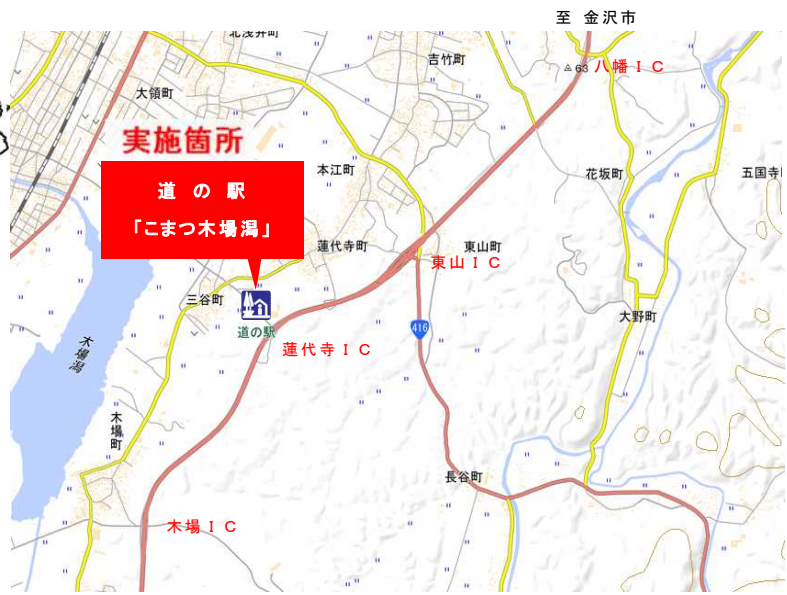 至 金沢市
北浅井町
吉竹町
63
八幡IC
大領町
実施箇所
道の駅
「こまつ木場潟」
本江町
花坂町
五国寺
蓮代寺町
東山町
東山IC
三谷町
道の駅
416
大野町
蓮代寺IC
木場潟
木場町
長谷町
木場IC